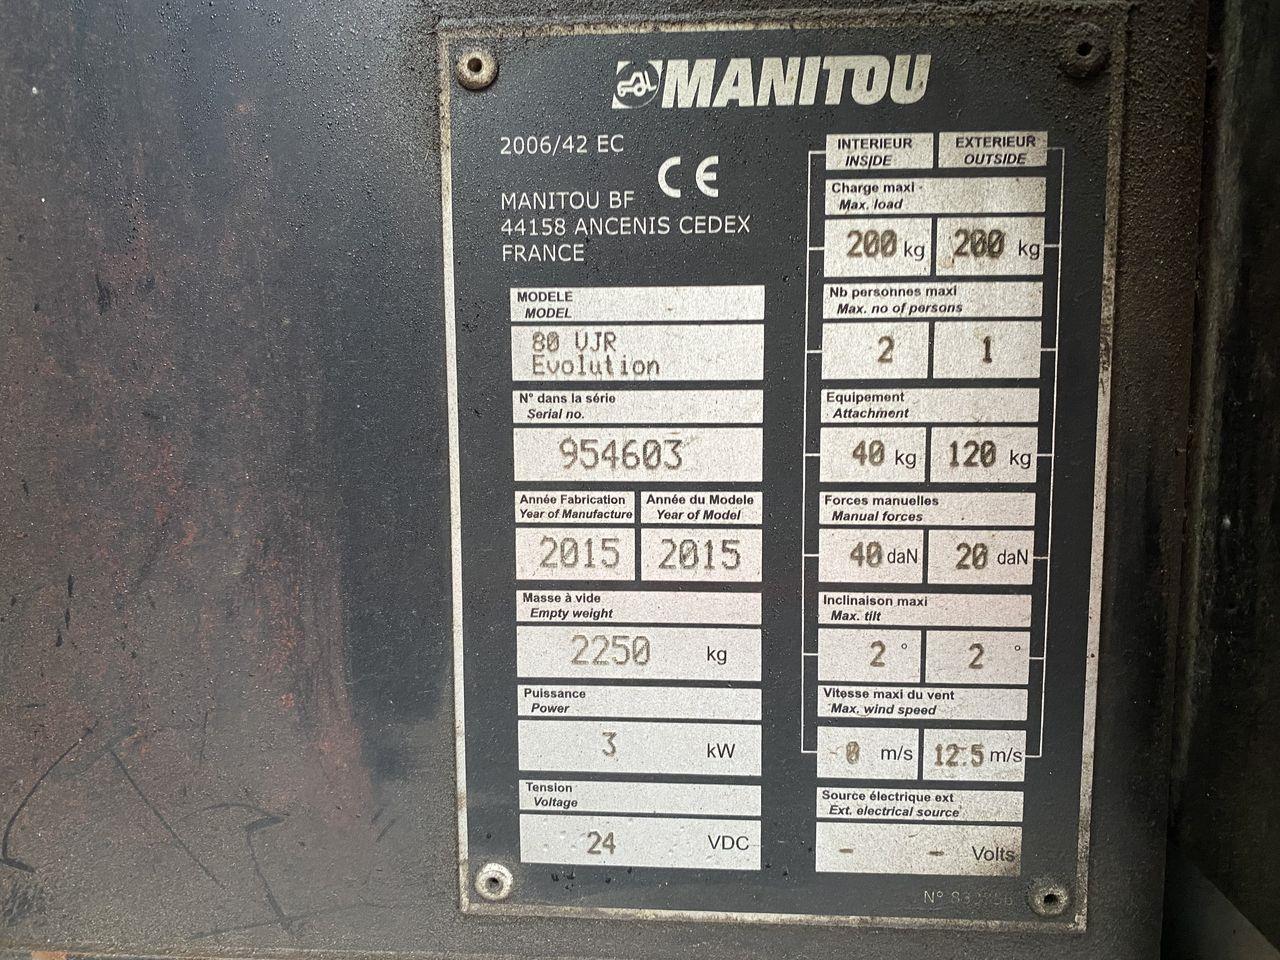 MANITOU
2006/42 EC
CE
MANITOU BF
44158 ANCENIS CEDEX
FRANCE
MODELE
MODEL
80 VJR
Evolution
N° dans la série
Serial no.
954603
Année Fabrication
Year of Manufacture
Année du Modele
Year of Model
2015
2015
Masse à vide
Empty weight
2250 kg
Puissance
Power
3 kW
Tension
Voltage
24 VDC
INTERIEUR
INSIDE
EXTERIEUR
OUTSIDE
Charge maxi
Max. load
200 kg
200 kg
Nb personnes maxi
Max. no of persons
2
1
Equipement
Attachment
40 kg
120 kg
Forces manuelles
Manual forces
40 daN
20 daN
Inclinaison maxi
Max. tilt
2 °
2 °
Vitesse maxi du vent
Max. wind speed
0 m/s
12.5 m/s
Source électrique ext
Ext. electrical source
- - Volts
N°